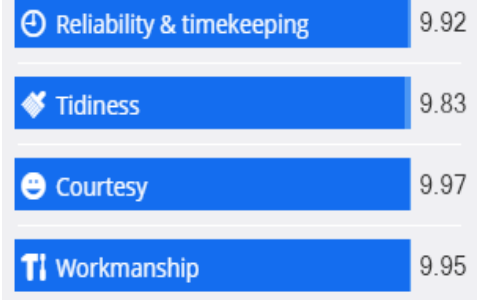 Reliability & timekeeping 9.92
Tidiness 9.83
Courtesy 9.97
Workmanship 9.95